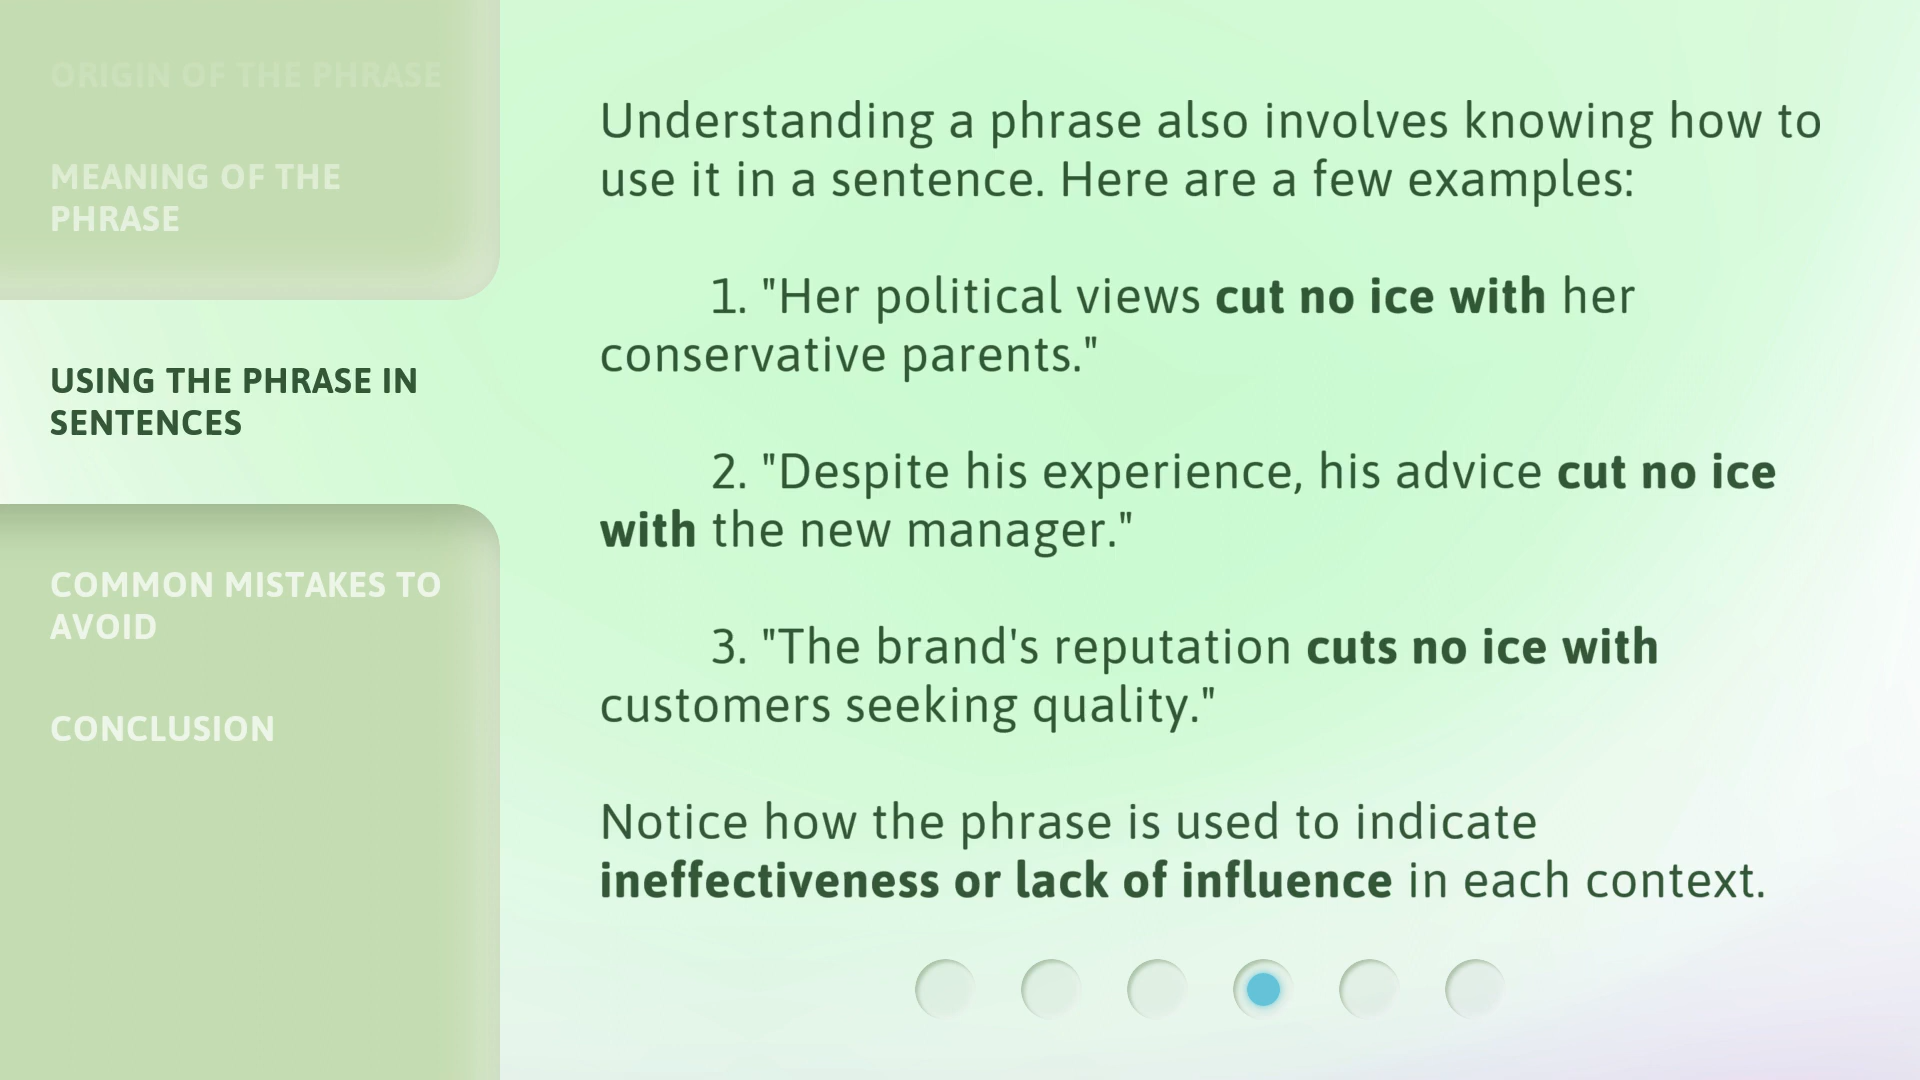 ORIGIN OF THE PHRASE
MEANING OF THE
PHRASE
USING THE PHRASE IN
SENTENCES
COMMON MISTAKES TO
AVOID
CONCLUSION
Understanding a phrase also involves knowing how to
use it in a sentence. Here are a few examples:
1. "Her political views cut no ice with her
conservative parents."
2. "Despite his experience, his advice cut no ice
with the new manager."
3. "The brand's reputation cuts no ice with
customers seeking quality."
Notice how the phrase is used to indicate
ineffectiveness or lack of influence in each context.